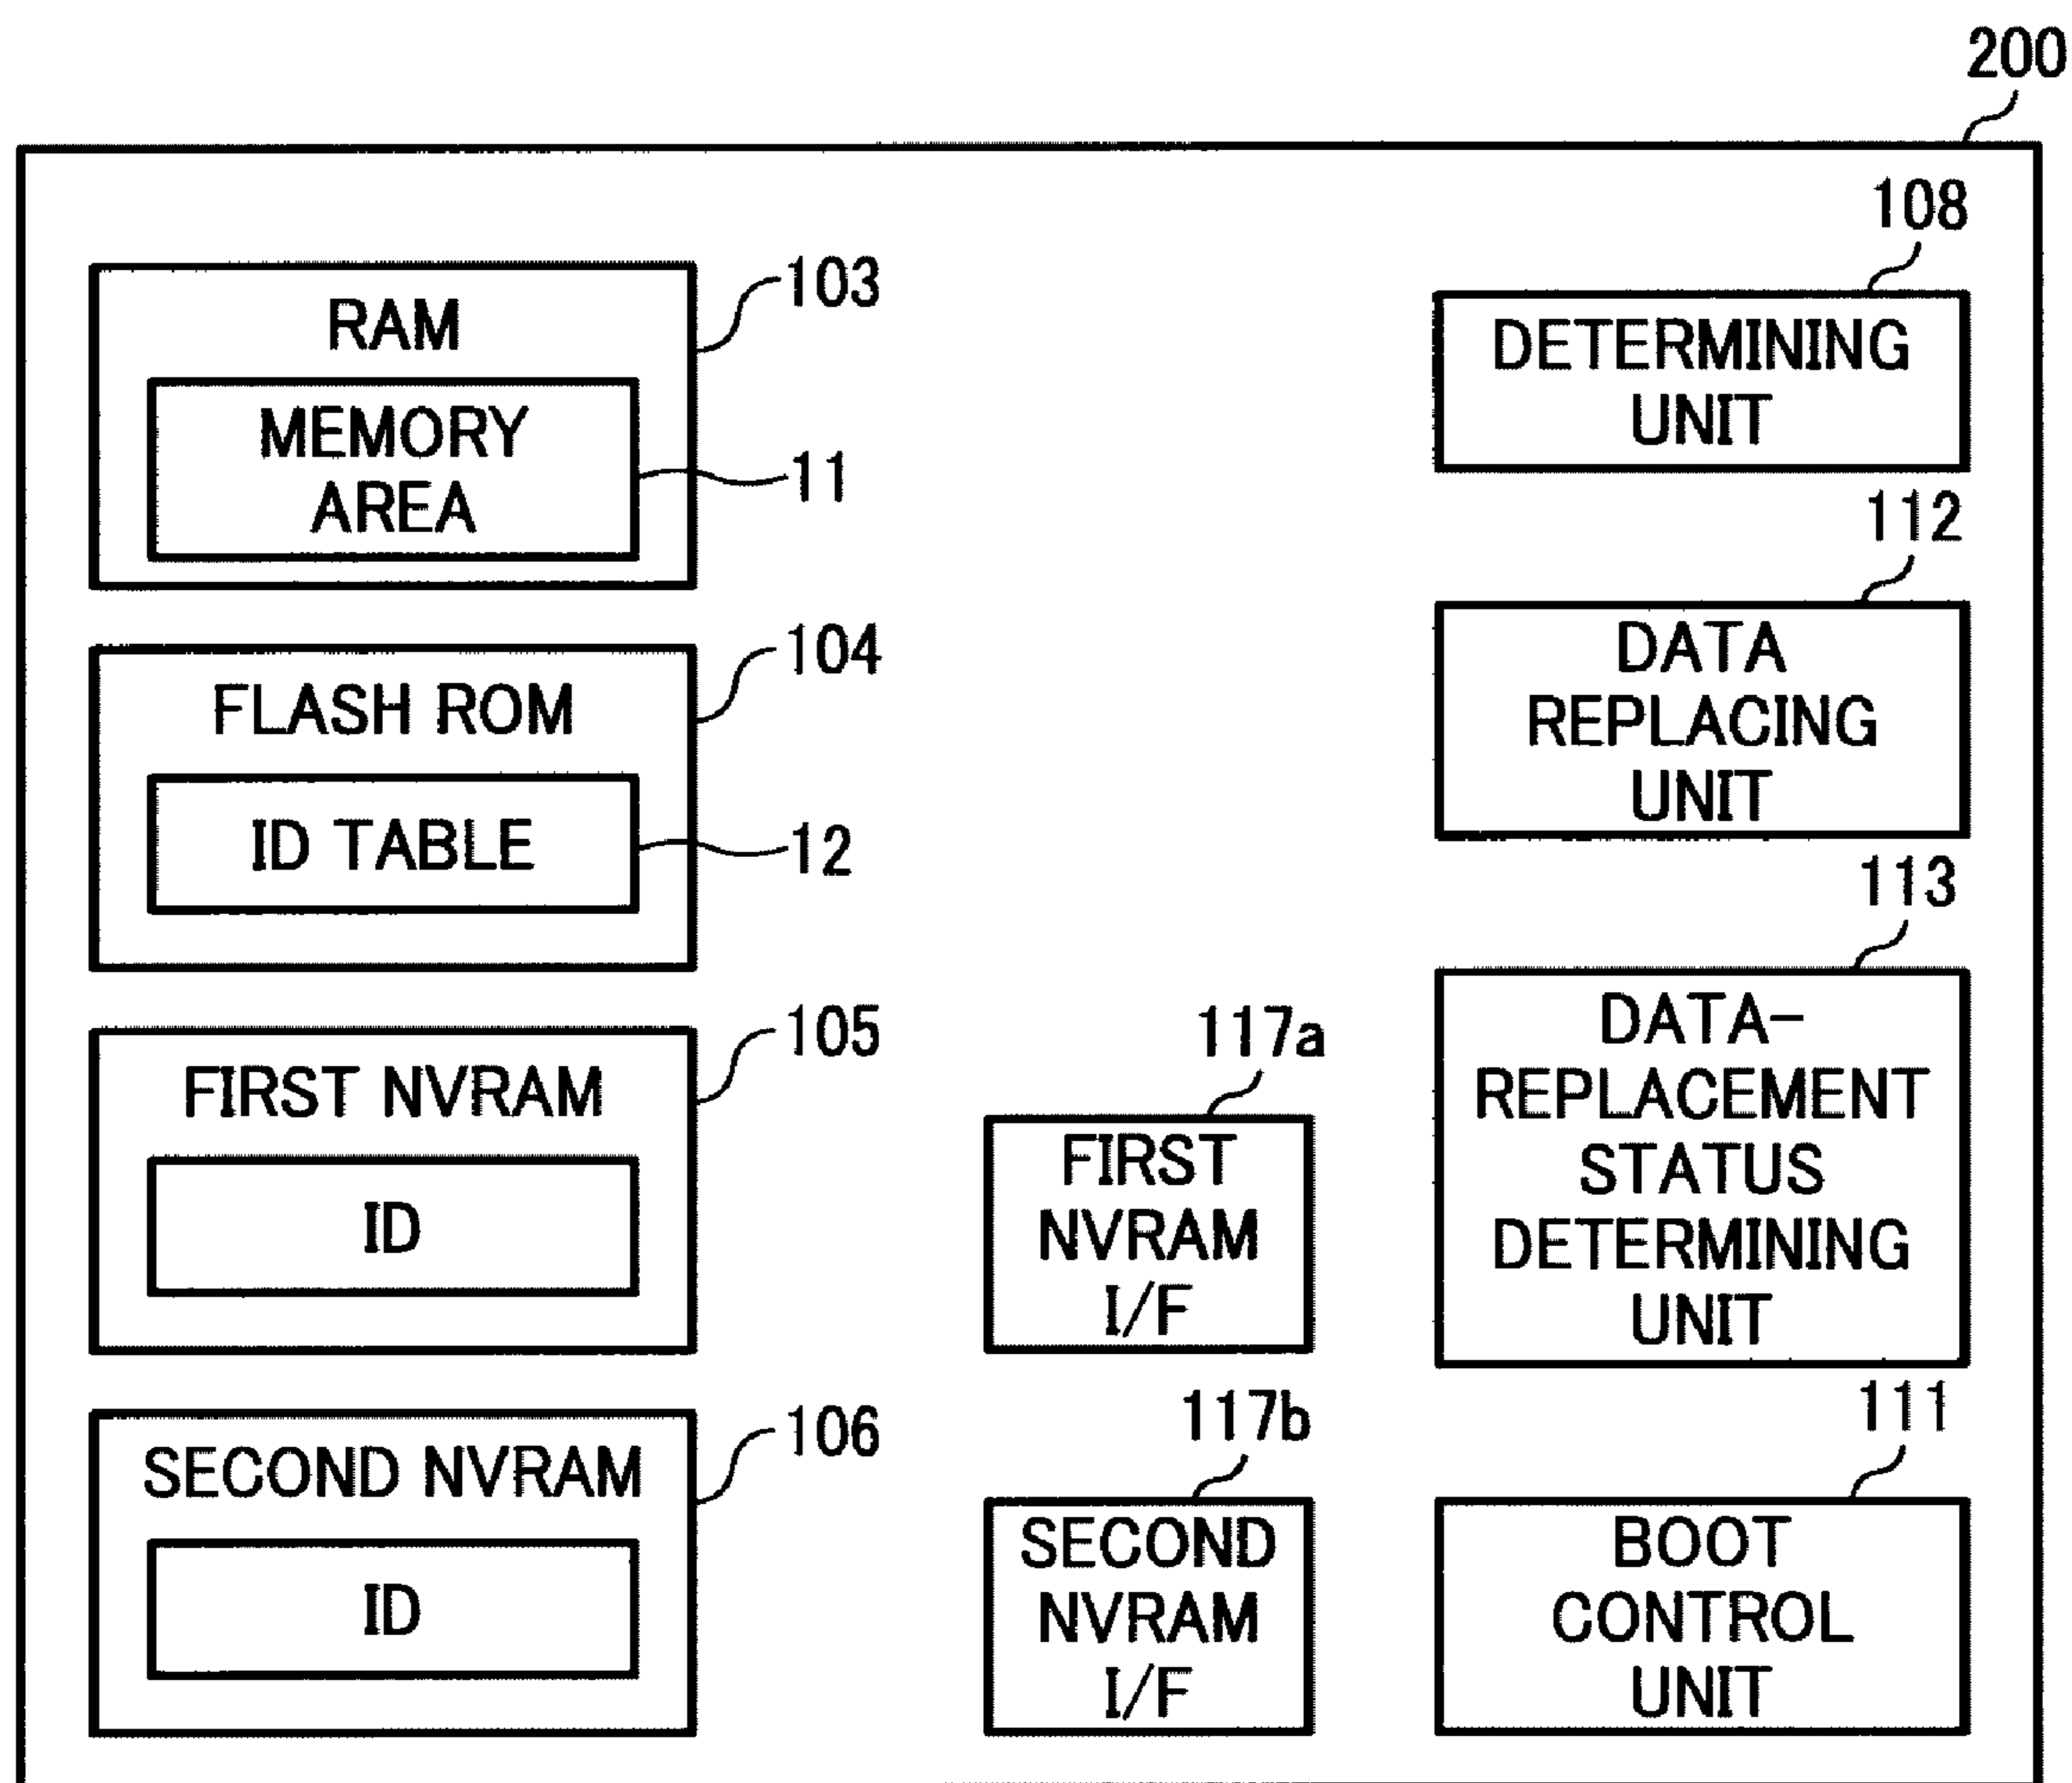 200
103
RAM
MEMORY
AREA
11
104
FLASH ROM
ID TABLE
12
105
FIRST NVRAM
ID
106
SECOND NVRAM
ID
117a
FIRST
NVRAM
I/F
117b
SECOND
NVRAM
I/F
108
DETERMINING
UNIT
112
DATA
REPLACING
UNIT
113
DATA-
REPLACEMENT
STATUS
DETERMINING
UNIT
111
BOOT
CONTROL
UNIT